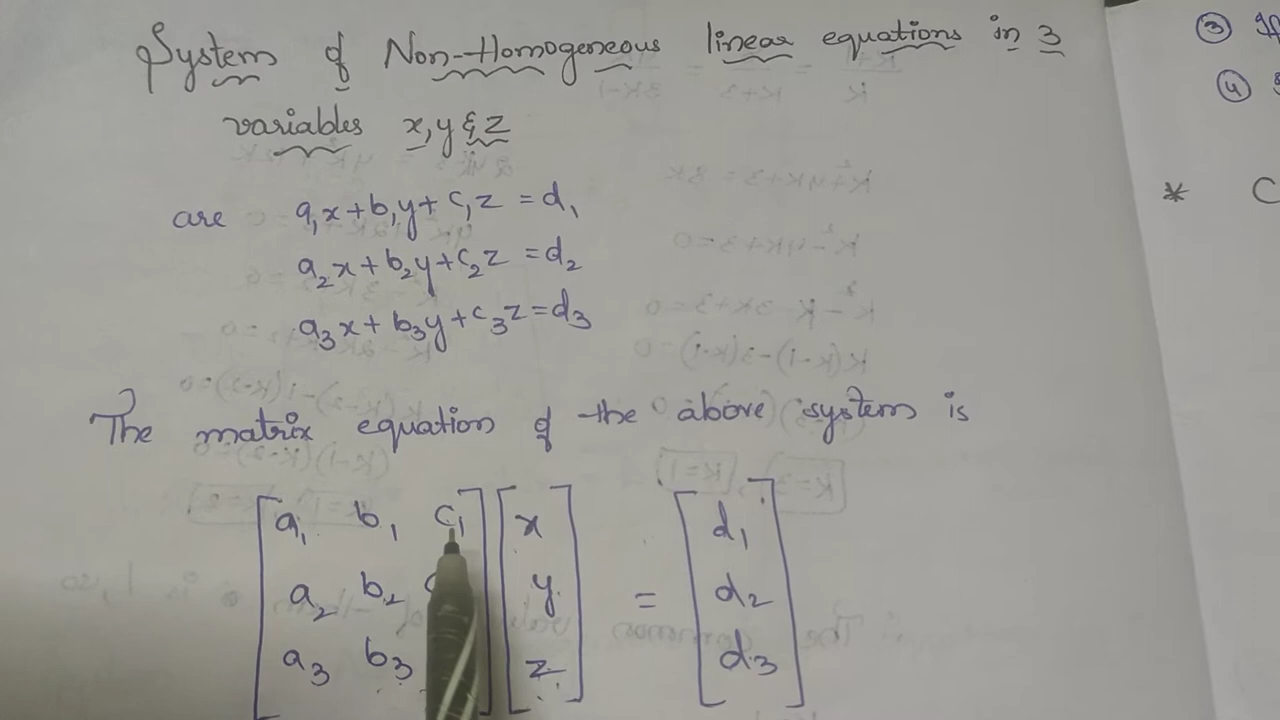 System of Non-Homogeneous linear equations in 3
variables x, y & z
are a₁x + b₁y + c₁z = d₁
a₂x + b₂y + c₂z = d₂
a₃x + b₃y + c₃z = d₃
The matrix equation of the above system is
[a₁ b₁ c₁] [x] = [d₁]
[a₂ b₂ [y] [d₂]
[a₃ b₃ [z] [d₃]
③
④
* C